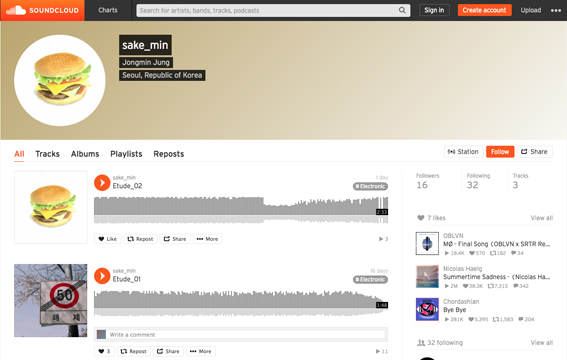 SOUNDCLOUD
Charts
Search for artists, bands, tracks, podcasts
Sign in
Create account
Upload
sake_min
Jongmin Jung
Seoul, Republic of Korea
All
Tracks
Albums
Playlists
Reposts
Station
Follow
Share
Followers
16
Following
32
Tracks
3
sake_min
Etude_02
1 day
# Electronic
2:33
Like
Repost
Share
More
3
7 likes
View all
OBLVN
MØ - Final Song (OBLVN x SRTR Re...
18.4K
570
182
34
Nicolas Haelg
Summertime Sadness - (Nicolas Ha...
2M
38.3K
7,315
342
Chordashian
Bye Bye
281K
5,395
1,583
204
50
sake_min
Etude_01
16 days
# Electronic
1:48
Write a comment
3
Repost
Share
More
11
32 following
View all